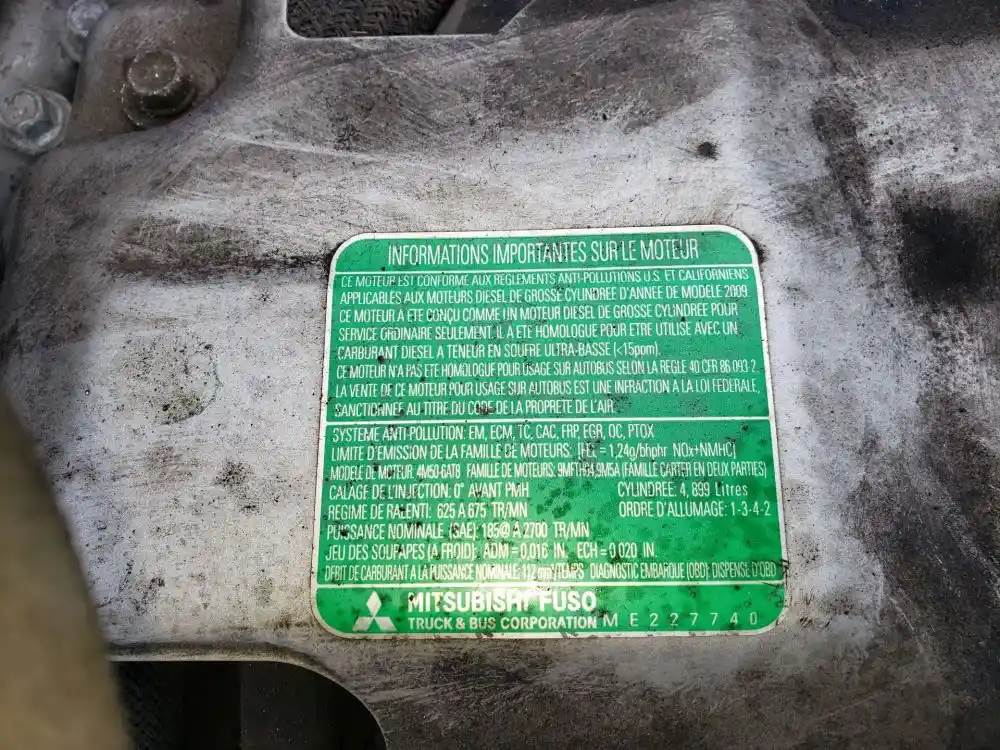 INFORMATIONS IMPORTANTES SUR LE MOTEUR
CE MOTEUR EST CONFORME AUX REGLEMENTS ANTI-POLLUTIONS U.S. ET CALIFORNIENS
APPLICABLES AUX MOTEURS DIESEL DE GROSSE CYLINDREE D'ANNEE DE MODELE 2009.
CE MOTEUR A ETE CONÇU COMME UN MOTEUR DIESEL DE GROSSE CYLINDREE POUR
SERVICE ORDINAIRE SEULEMENT. IL A ETE HOMOLOGUE POUR ETRE UTILISE AVEC UN
CARBURANT DIESEL A TENEUR EN SOUFRE ULTRA-BASSE (<15ppm).
CE MOTEUR N'A PAS ETE HOMOLOGUE POUR USAGE SUR AUTOBUS SELON LA REGLE 40 CFR 86 093 2.
LA VENTE DE CE MOTEUR POUR USAGE SUR AUTOBUS EST UNE INFRACTION A LA LOI FEDERALE,
SANCTIONNEE AU TITRE DU CODE DE LA PROPRETE DE L'AIR.
SYSTEME ANTI-POLLUTION: EM, ECM, TC, CAC, FRP, EGR, OC, PTOX
LIMITE D'EMISSION DE LA FAMILLE DE MOTEURS: [FEL = 1,24g/bhphr NOx+NMHC]
MODELE DE MOTEUR: 4M50-6AT8 FAMILLE DE MOTEURS: 9MFTH04.9M5A (FAMILLE CARTER EN DEUX PARTIES)
CALAGE DE L'INJECTION: 0° AVANT PMH CYLINDREE: 4, 899 Litres
REGIME DE RALENTI: 625 A 675 TR/MN ORDRE D'ALLUMAGE: 1-3-4-2
PUISSANCE NOMINALE (SAE): 185@ A 2700 TR/MN
JEU DES SOUPAPES (A FROID): ADM = 0,016 IN, ECH = 0.020 IN.
DEBIT DE CARBURANT A LA PUISSANCE NOMINALE: 112 mm³/TEMPS DIAGNOSTIC EMBARQUE (OBD): DISPENSE D'OBD
MITSUBISHI FUSO
TRUCK & BUS CORPORATION ME227740